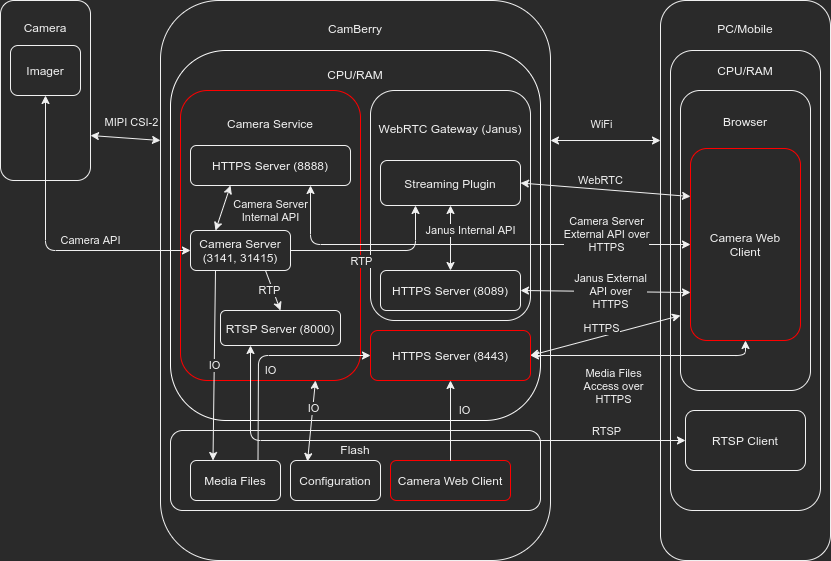 Camera
CamBerry
PC/Mobile
Imager
CPU/RAM
CPU/RAM
MIPI CSI-2
WiFi
Camera Service
WebRTC Gateway (Janus)
Browser
HTTPS Server (8888)
Streaming Plugin
WebRTC
Camera Server
Internal API
Camera Server
External API over
HTTPS
Camera API
Camera Server
(3141, 31415)
Janus Internal API
Camera Web
Client
RTP
RTP
HTTPS Server (8089)
Janus External
API over
HTTPS
RTSP Server (8000)
HTTPS
HTTPS Server (8443)
IO
IO
Media Files
Access over
HTTPS
IO
IO
RTSP
RTSP Client
Flash
Media Files
Configuration
Camera Web Client